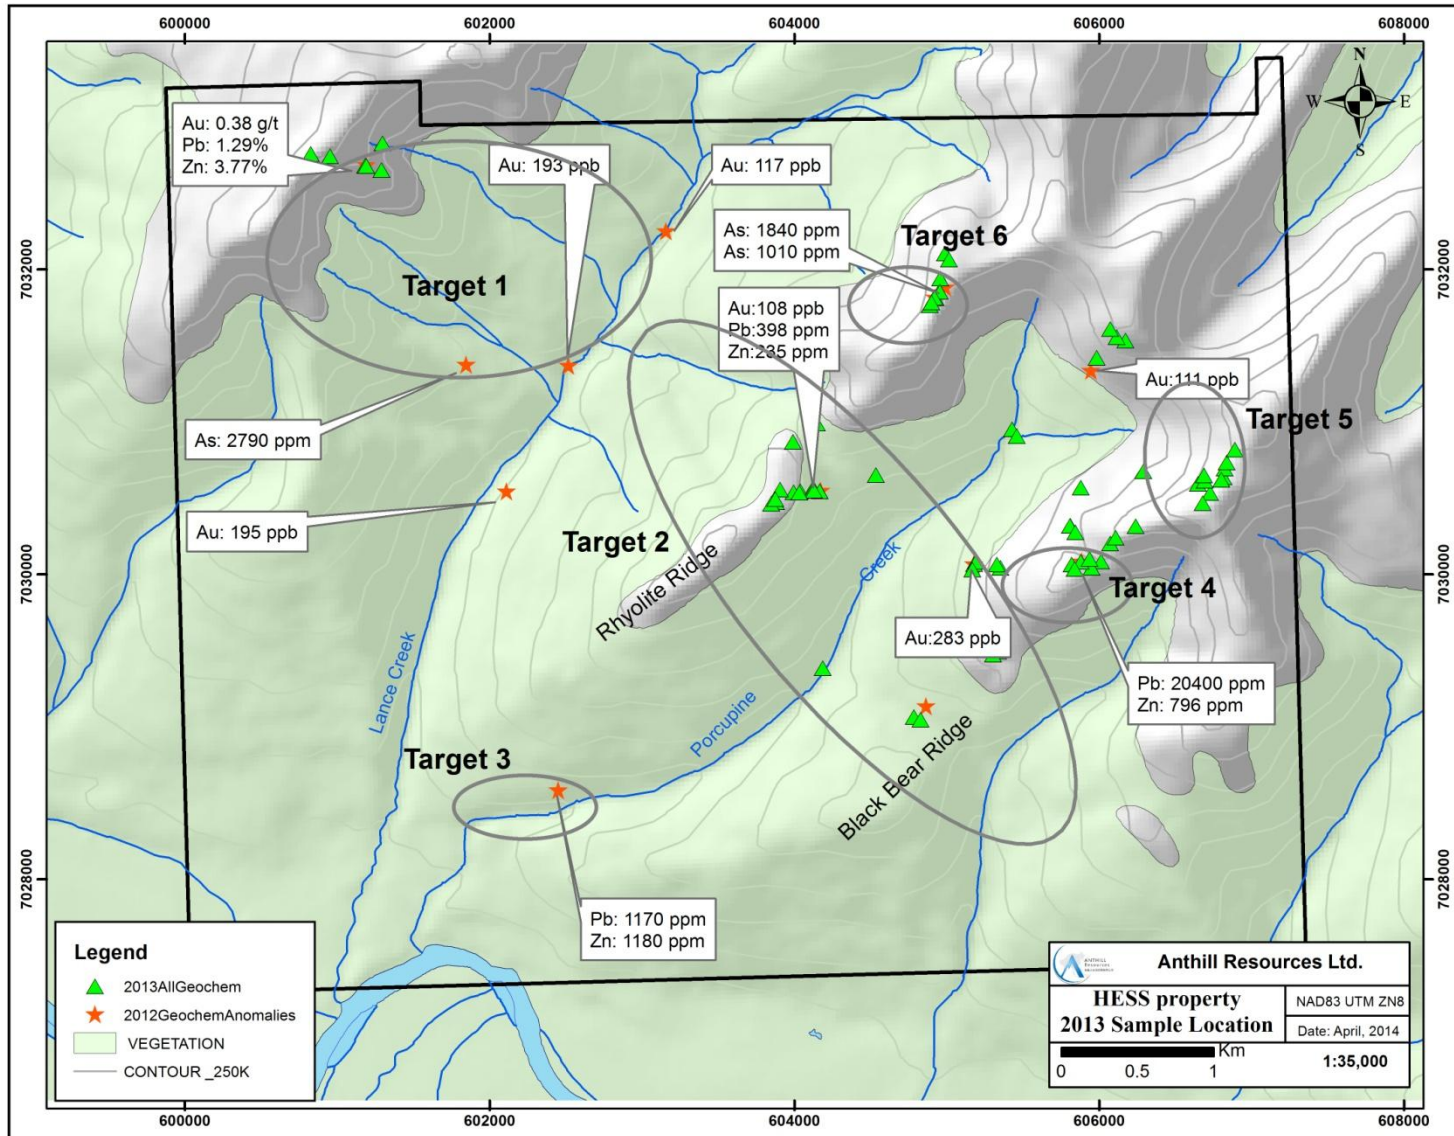 600000
602000
604000
606000
608000
N
W
E
S
Au: 0.38 g/t
Pb: 1.29%
Zn: 3.77%
Au: 193 ppb
Au: 117 ppb
As: 1840 ppm
As: 1010 ppm
Target 6
7032000
7032000
Target 1
Au:108 ppb
Pb:398 ppm
Zn:235 ppm
Au:111 ppb
Target 5
As: 2790 ppm
Au: 195 ppb
Target 2
Rhyolite Ridge
Creek
7030000
7030000
Target 4
Au:283 ppb
Lance Creek
Porcupine
Pb: 20400 ppm
Zn: 796 ppm
Target 3
Black Bear Ridge
7028000
7028000
Pb: 1170 ppm
Zn: 1180 ppm
Legend
2013AllGeochem
2012GeochemAnomalies
VEGETATION
CONTOUR _250K
ANTHILL
Anthill Resources Ltd.
HESS property
2013 Sample Location
NAD83 UTM ZN8
Date: April, 2014
Km
0
0.5
1
1:35,000
600000
602000
604000
606000
608000